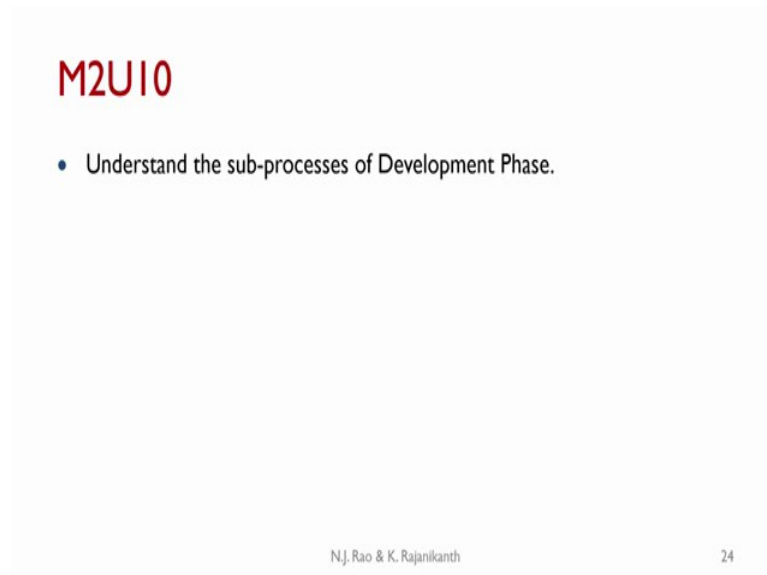 M2U10
• Understand the sub-processes of Development Phase.
N.J. Rao & K. Rajanikanth
24